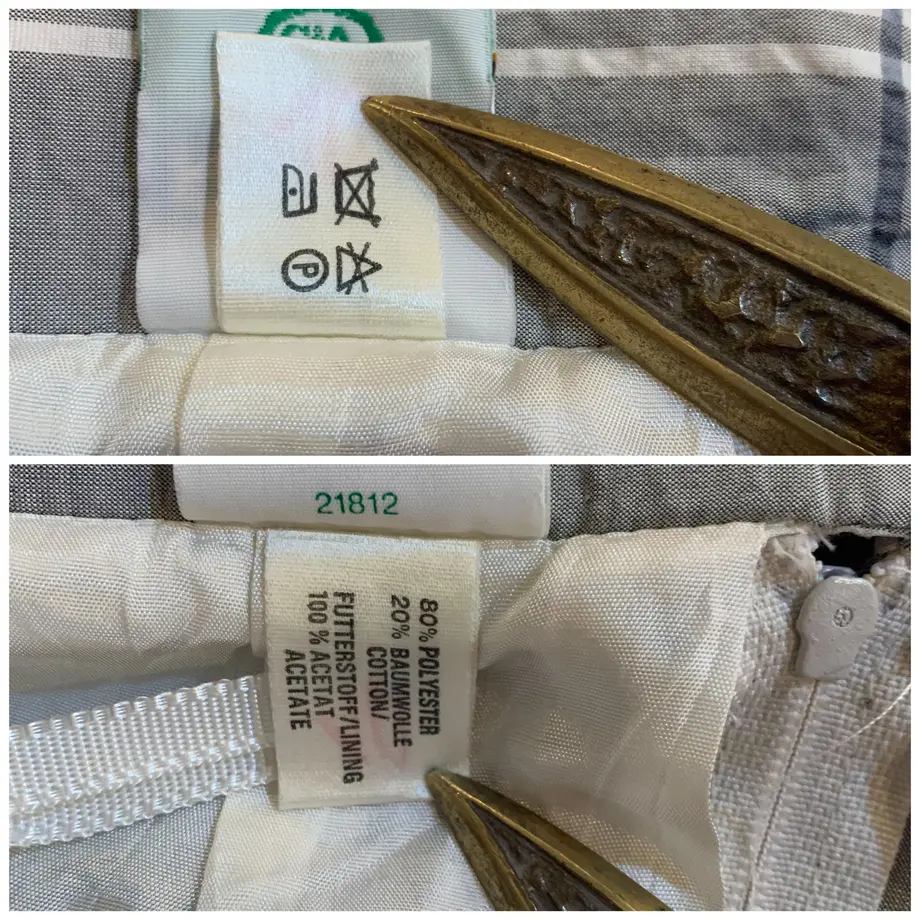 C&A
P
21812
80% POLYESTER
20% BAUMWOLLE
COTTON/
FUTTERSTOFF/LINING
100% ACETAT
ACETATE